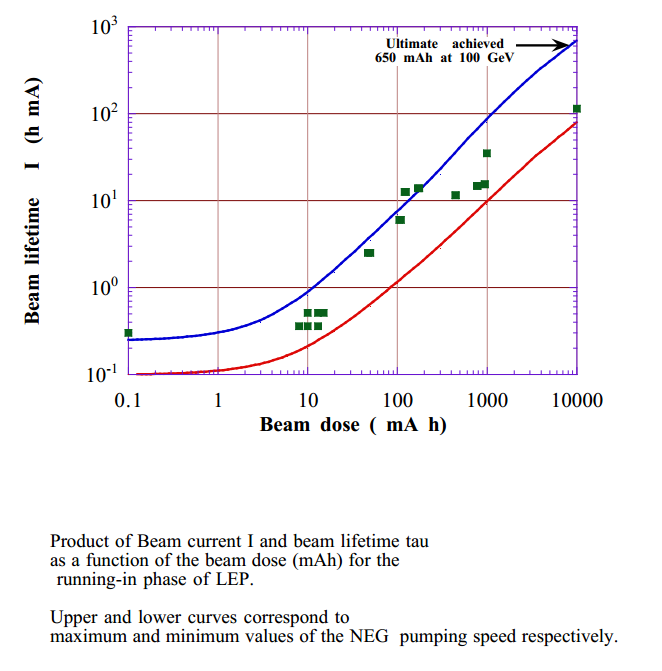 10³
Ultimate achieved
650 mAh at 100 GeV
10²
10¹
10⁰
10⁻¹
Beam lifetime I (h mA)
0.1 1 10 100 1000 10000
Beam dose ( mA h)
Product of Beam current I and beam lifetime tau
as a function of the beam dose (mAh) for the
running-in phase of LEP.
Upper and lower curves correspond to
maximum and minimum values of the NEG pumping speed respectively.